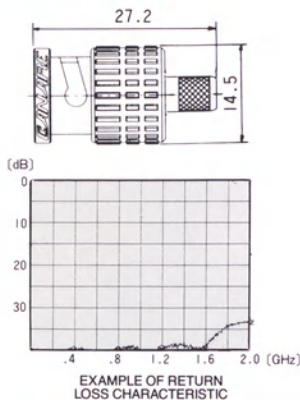 27.2
CANARE
14.5
[dB]
0
10
20
30
.4 .8 1.2 1.6 2.0 [GHz]
EXAMPLE OF RETURN
LOSS CHARACTERISTIC